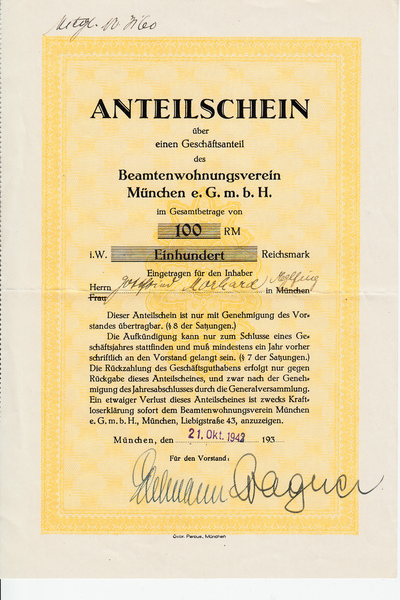 ANTEILSCHEIN
über
einen Geschäftsanteil
des
Beamtenwohnungsverein
München e. G. m. b. H.
im Gesamtbetrage von
100 RM
i.W. Einhundert Reichsmark
Eingetragen für den Inhaber
Herrn Gottfried Morhard in München
Frau
Dieser Anteilschein ist nur mit Genehmigung des Vor-
standes übertragbar. (§ 8 der Satzungen.)
Die Aufkündigung kann nur zum Schlusse eines Ge-
schäftsjahres stattfinden und muß mindestens ein Jahr vorher
schriftlich an den Vorstand gelangt sein. (§ 7 der Satzungen.)
Die Rückzahlung des Geschäftsguthabens erfolgt nur gegen
Rückgabe dieses Anteilscheines, und zwar nach der Geneh-
migung des Jahresabschlusses durch die Generalversammlung.
Ein etwaiger Verlust dieses Anteilscheines ist zwecks Kraft-
loserklärung sofort dem Beamtenwohnungsverein München
e. G. m. b. H., München, Liebigstraße 43, anzuzeigen.
München, den 21. Okt. 1942 193
Für den Vorstand:
Wagner